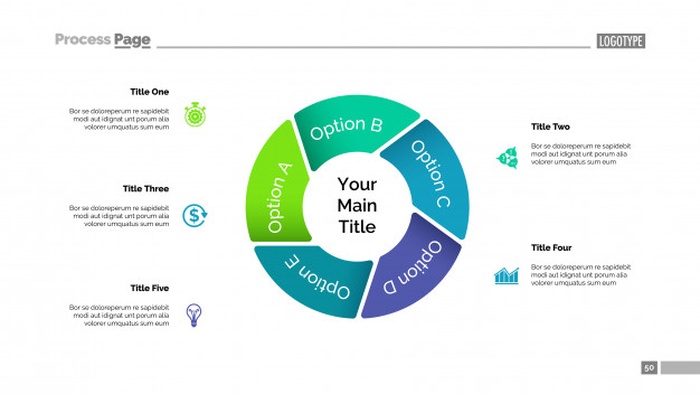 Process Page
LOGOTYPE
Title One
Bor se doloreperum re sapidebit
modi aut idignat unt porum alia
volorer umquatus sum eum
Title Three
Bor se doloreperum re sapidebit
modi aut idignat unt porum alia
volorer umquatus sum eum
$
Title Five
Bor se doloreperum re sapidebit
modi aut idignat unt porum alia
volorer umquatus sum eum
Option A
Option B
Option C
Option D
Option E
Your
Main
Title
Title Two
Bor se doloreperum re sapidebit
modi aut idignat unt porum alia
volorer umquatus sum eum
Title Four
Bor se doloreperum re sapidebit
modi aut idignat unt porum alia
volorer umquatus sum eum
50